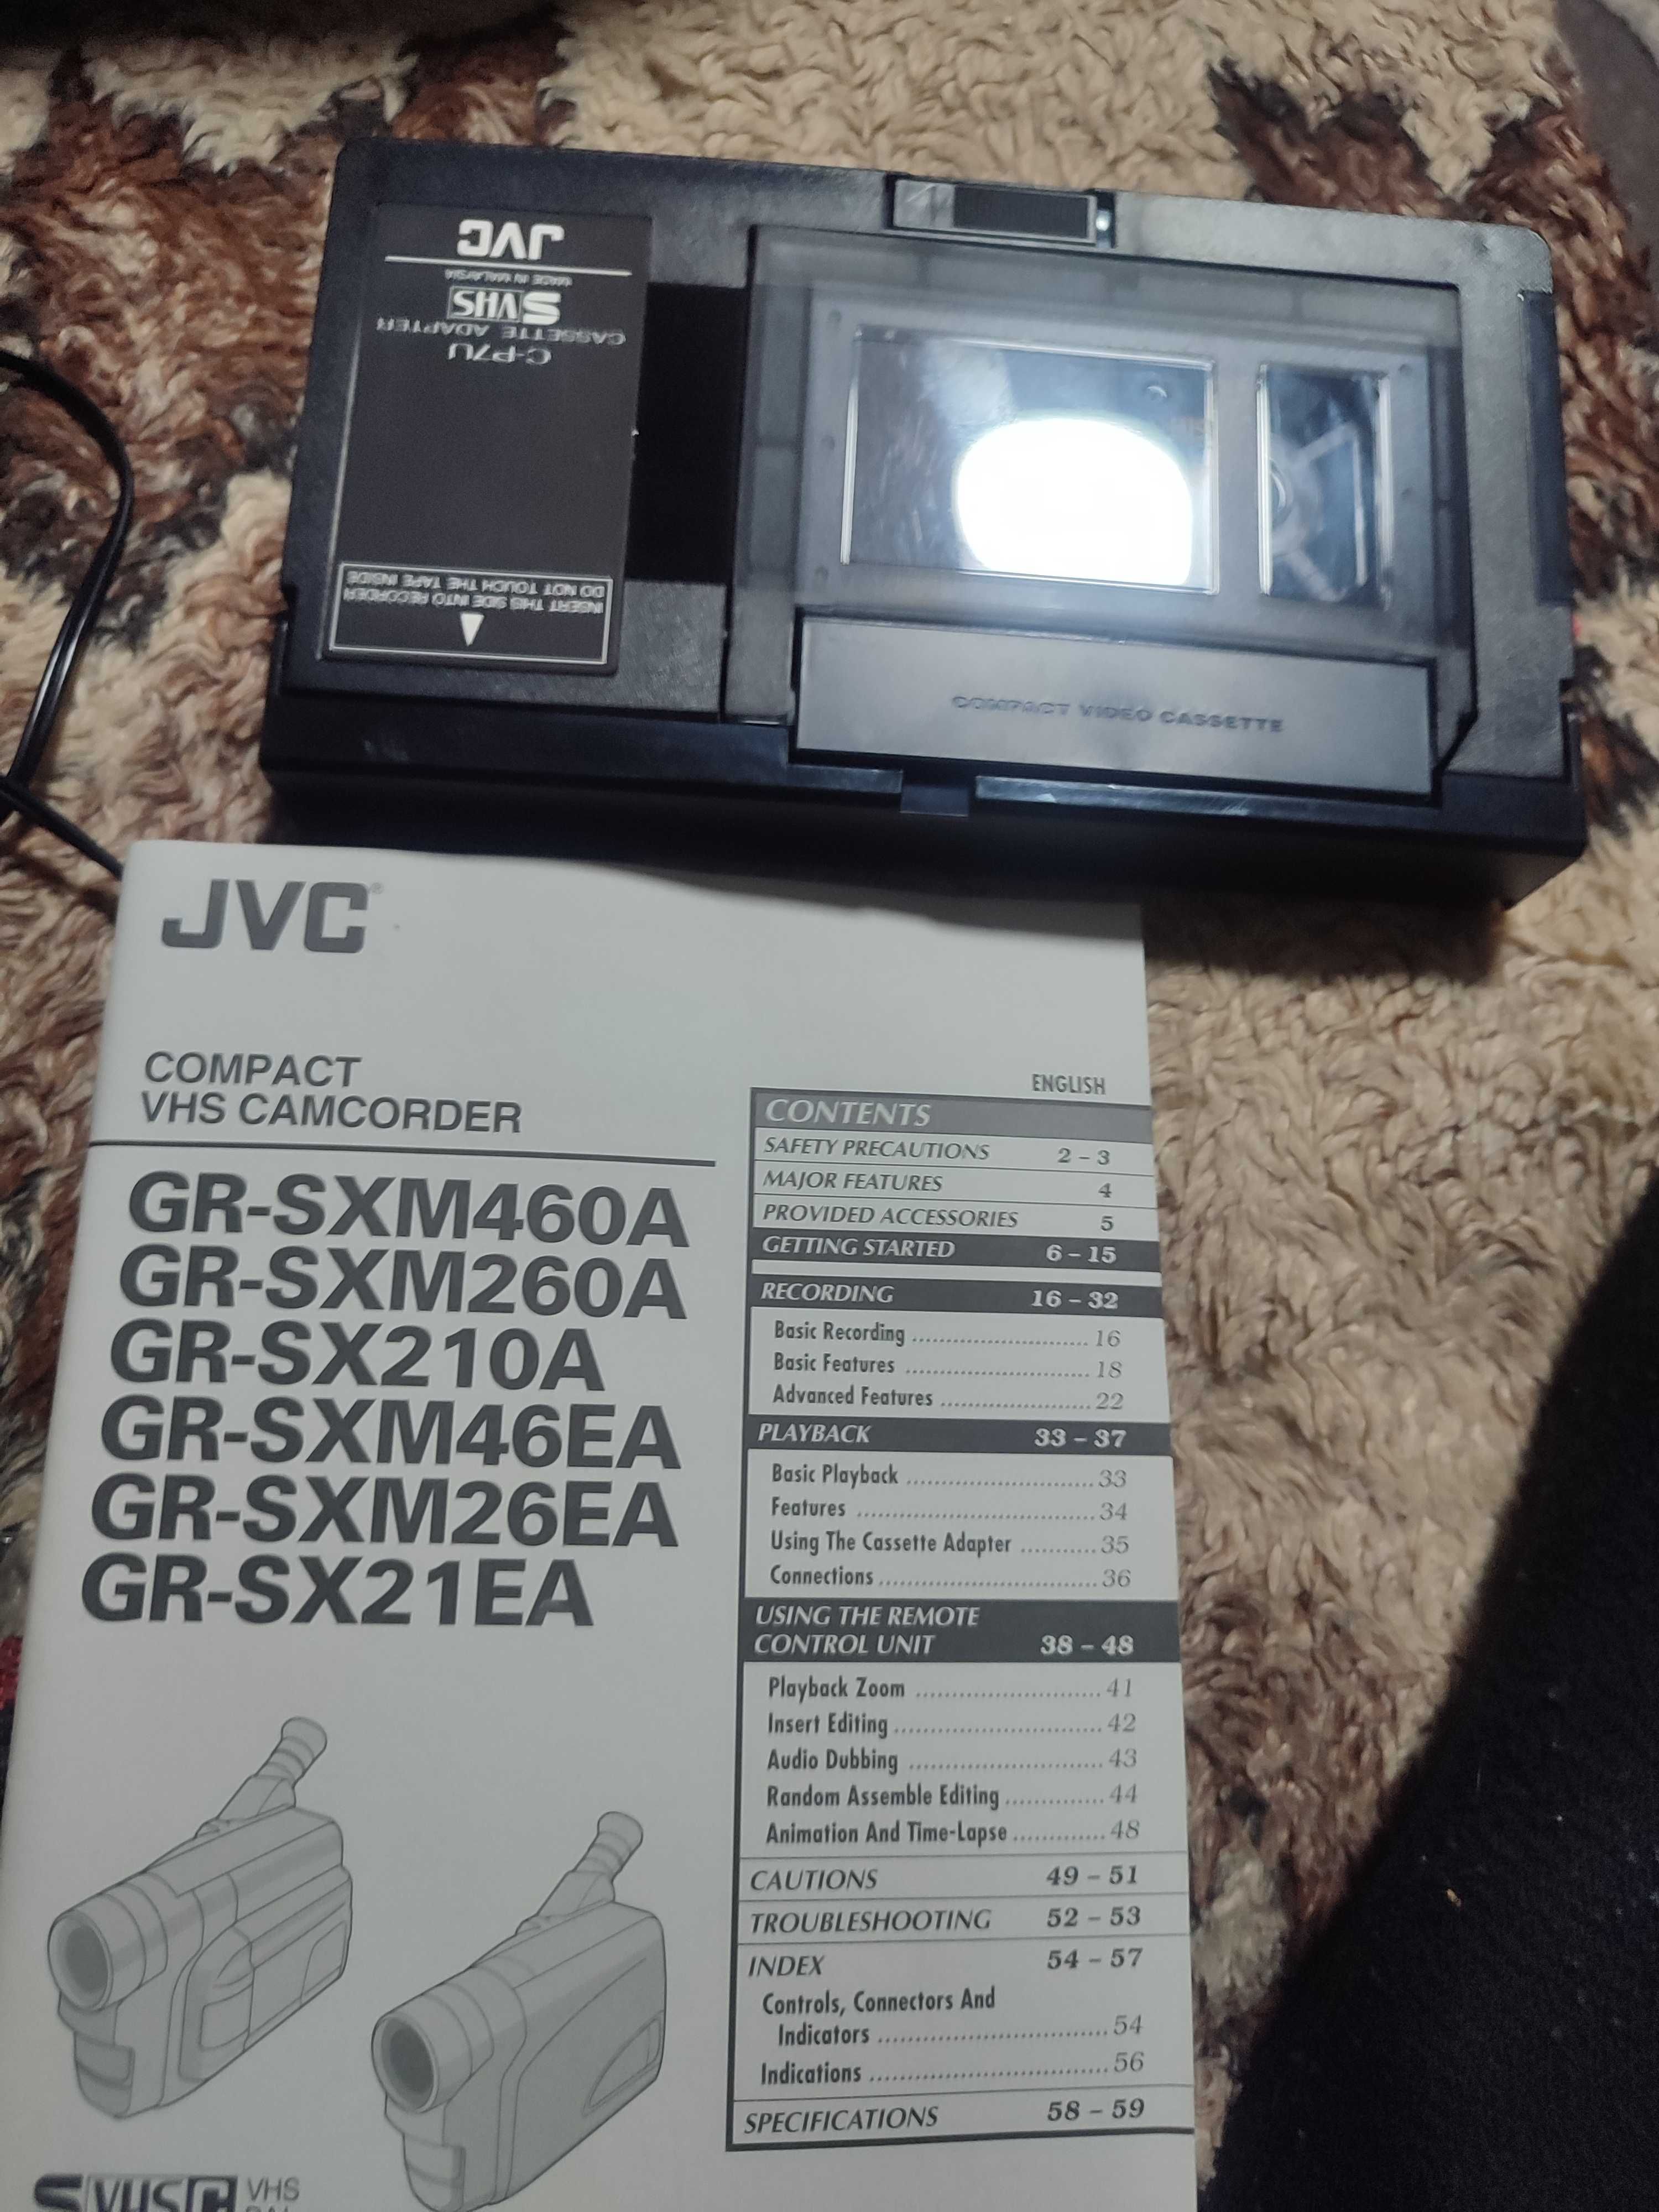 JVC
MADE IN MALAYSIA
SVHS
CASSETTE ADAPTER
C-P7U
INSERT THIS SIDE INTO RECORDER
DO NOT TOUCH THE TAPE INSIDE
COMPACT VIDEO CASSETTE
JVC®
COMPACT
VHS CAMCORDER
GR-SXM460A
GR-SXM260A
GR-SX210A
GR-SXM46EA
GR-SXM26EA
GR-SX21EA
SVHSC
VHS
PAL
ENGLISH
CONTENTS
SAFETY PRECAUTIONS 2 – 3
MAJOR FEATURES 4
PROVIDED ACCESSORIES 5
GETTING STARTED 6 – 15
RECORDING 16 – 32
Basic Recording ............................ 16
Basic Features .............................. 18
Advanced Features ........................ 22
PLAYBACK 33 – 37
Basic Playback .............................. 33
Features ........................................ 34
Using The Cassette Adapter ........... 35
Connections .................................. 36
USING THE REMOTE
CONTROL UNIT 38 – 48
Playback Zoom ............................. 41
Insert Editing ................................ 42
Audio Dubbing .............................. 43
Random Assemble Editing .............. 44
Animation And Time-Lapse ............. 48
CAUTIONS 49 – 51
TROUBLESHOOTING 52 – 53
INDEX 54 – 57
Controls, Connectors And
Indicators .................................... 54
Indications .................................... 56
SPECIFICATIONS 58 – 59